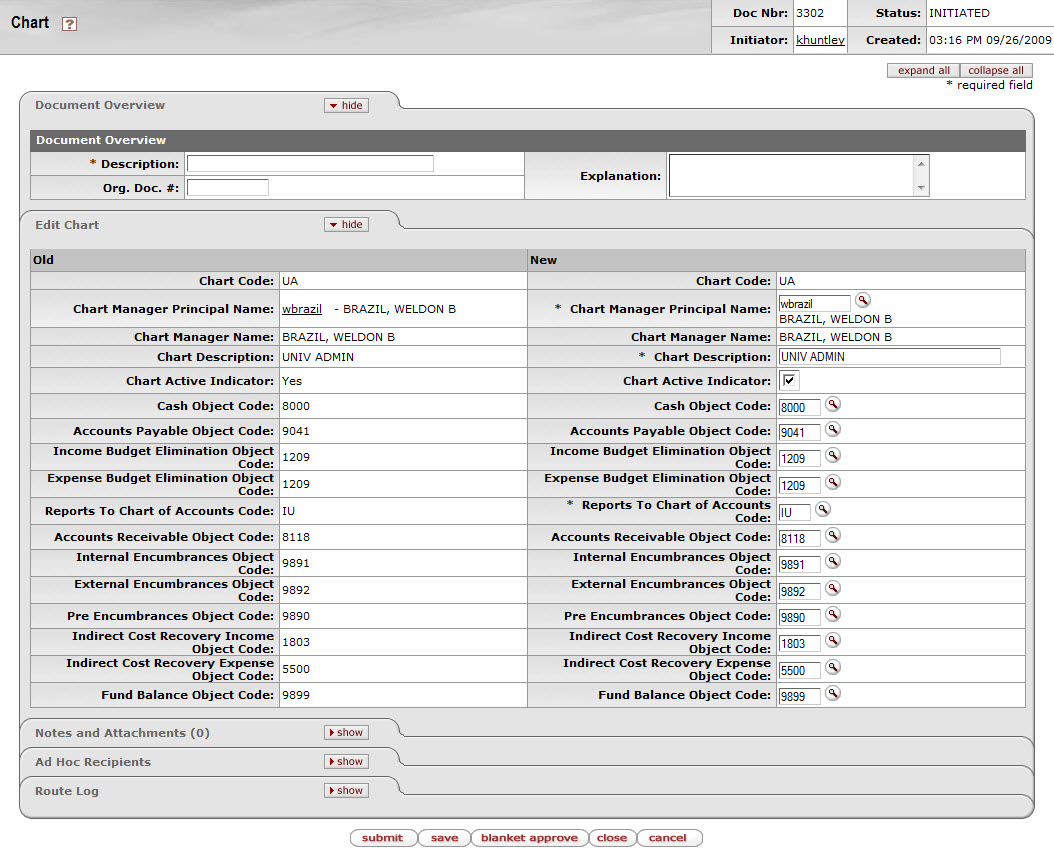 Chart ?
Doc Nbr: 3302 Status: INITIATED
Initiator: khuntley Created: 03:16 PM 09/26/2009
expand all collapse all
* required field
Document Overview hide
Document Overview
* Description:
Org. Doc. #:
Explanation:
Edit Chart hide
Old New
Chart Code: UA Chart Code: UA
Chart Manager Principal Name: wbrazil - BRAZIL, WELDON B * Chart Manager Principal Name: wbrazil
BRAZIL, WELDON B
Chart Manager Name: BRAZIL, WELDON B Chart Manager Name: BRAZIL, WELDON B
Chart Description: UNIV ADMIN * Chart Description: UNIV ADMIN
Chart Active Indicator: Yes Chart Active Indicator:
Cash Object Code: 8000 Cash Object Code: 8000
Accounts Payable Object Code: 9041 Accounts Payable Object Code: 9041
Income Budget Elimination Object
Code: 1209 Income Budget Elimination Object
Code: 1209
Expense Budget Elimination Object
Code: 1209 Expense Budget Elimination Object
Code: 1209
Reports To Chart of Accounts Code: IU * Reports To Chart of Accounts
Code: IU
Accounts Receivable Object Code: 8118 Accounts Receivable Object Code: 8118
Internal Encumbrances Object
Code: 9891 Internal Encumbrances Object
Code: 9891
External Encumbrances Object
Code: 9892 External Encumbrances Object
Code: 9892
Pre Encumbrances Object Code: 9890 Pre Encumbrances Object Code: 9890
Indirect Cost Recovery Income
Object Code: 1803 Indirect Cost Recovery Income
Object Code: 1803
Indirect Cost Recovery Expense
Object Code: 5500 Indirect Cost Recovery Expense
Object Code: 5500
Fund Balance Object Code: 9899 Fund Balance Object Code: 9899
Notes and Attachments (0) show
Ad Hoc Recipients show
Route Log show
submit save blanket approve close cancel